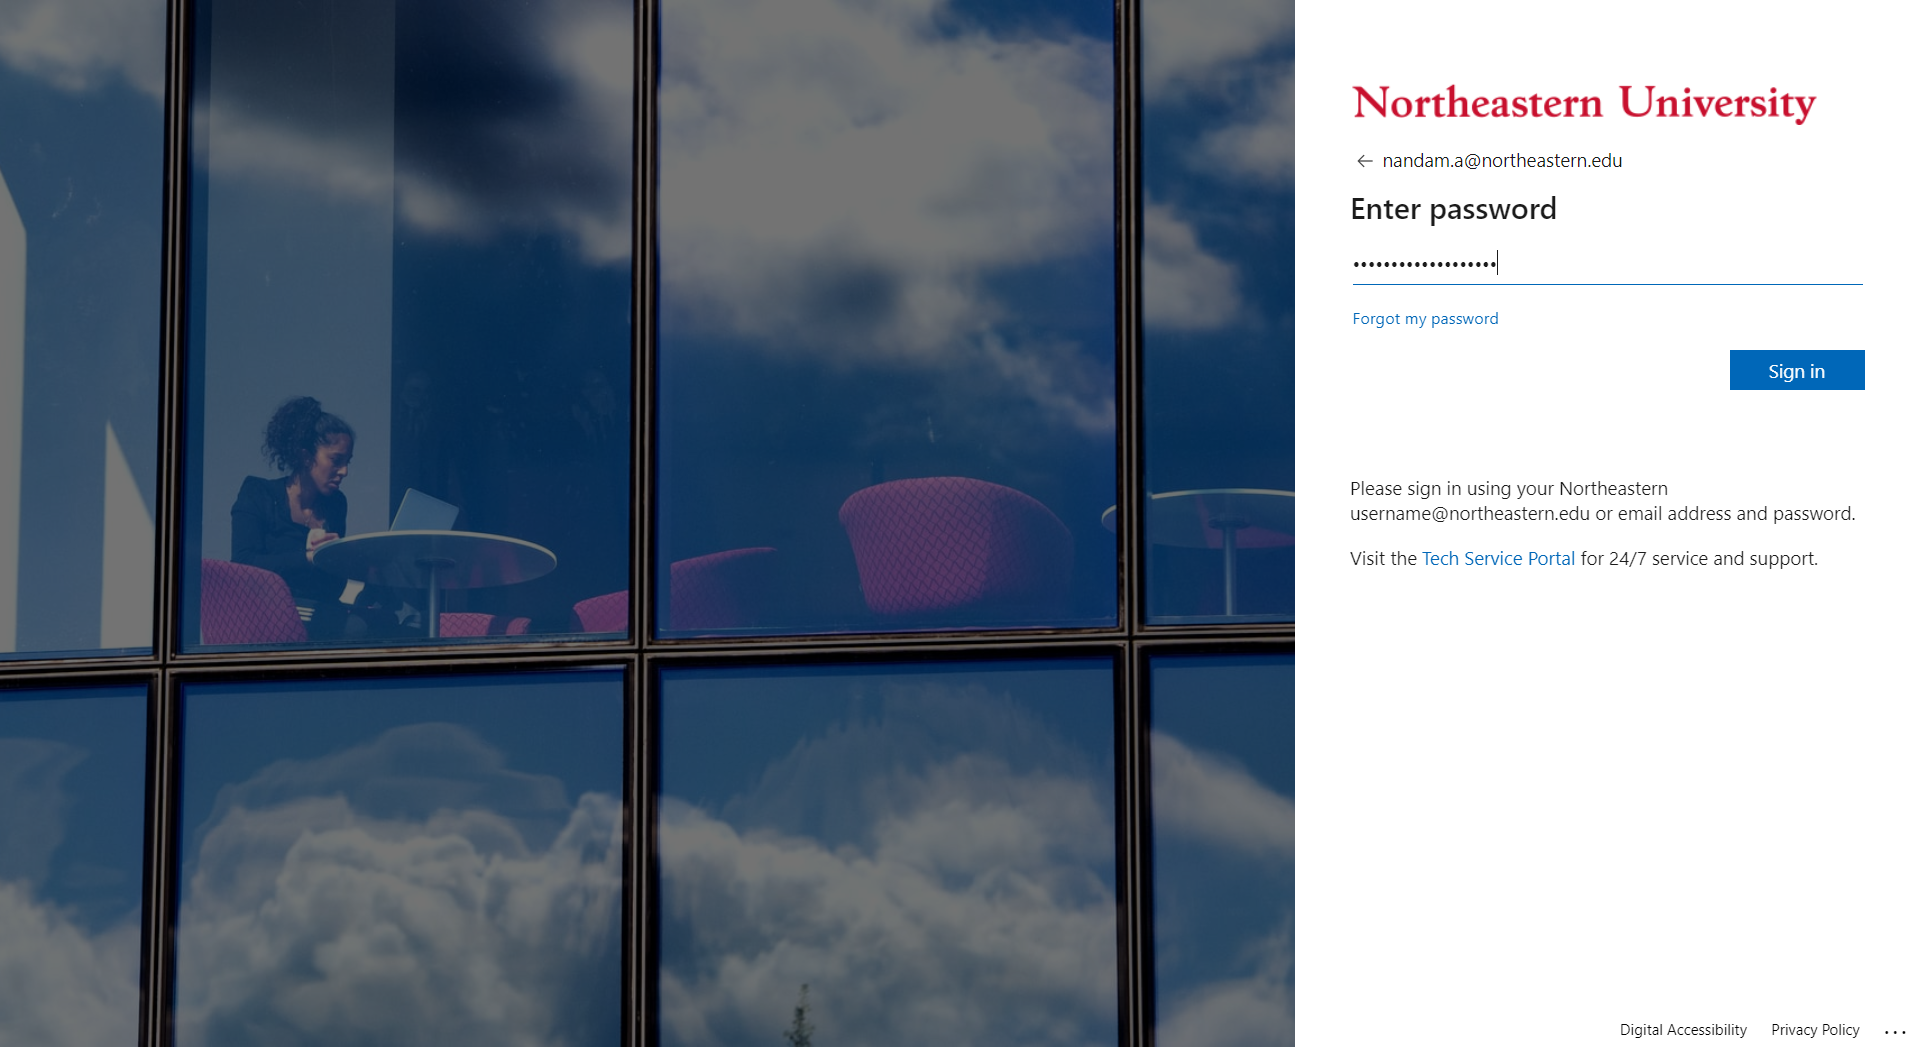 Northeastern University
nandam.a@northeastern.edu
Enter password
•••••••••••••••••••
Forgot my password
Sign in
Please sign in using your Northeastern
username@northeastern.edu or email address and password.
Visit the Tech Service Portal for 24/7 service and support.
Digital Accessibility Privacy Policy ...